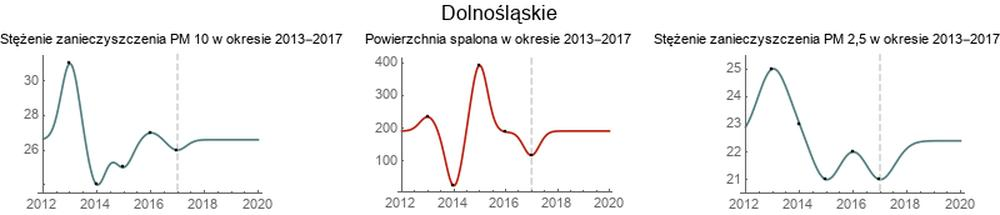 Dolnośląskie
Stężenie zanieczyszczenia PM 10 w okresie 2013–2017
Powierzchnia spalona w okresie 2013–2017
Stężenie zanieczyszczenia PM 2,5 w okresie 2013–2017
30
28
26
2012 2014 2016 2018 2020
400
300
200
100
2012 2014 2016 2018 2020
25
24
23
22
21
2012 2014 2016 2018 2020